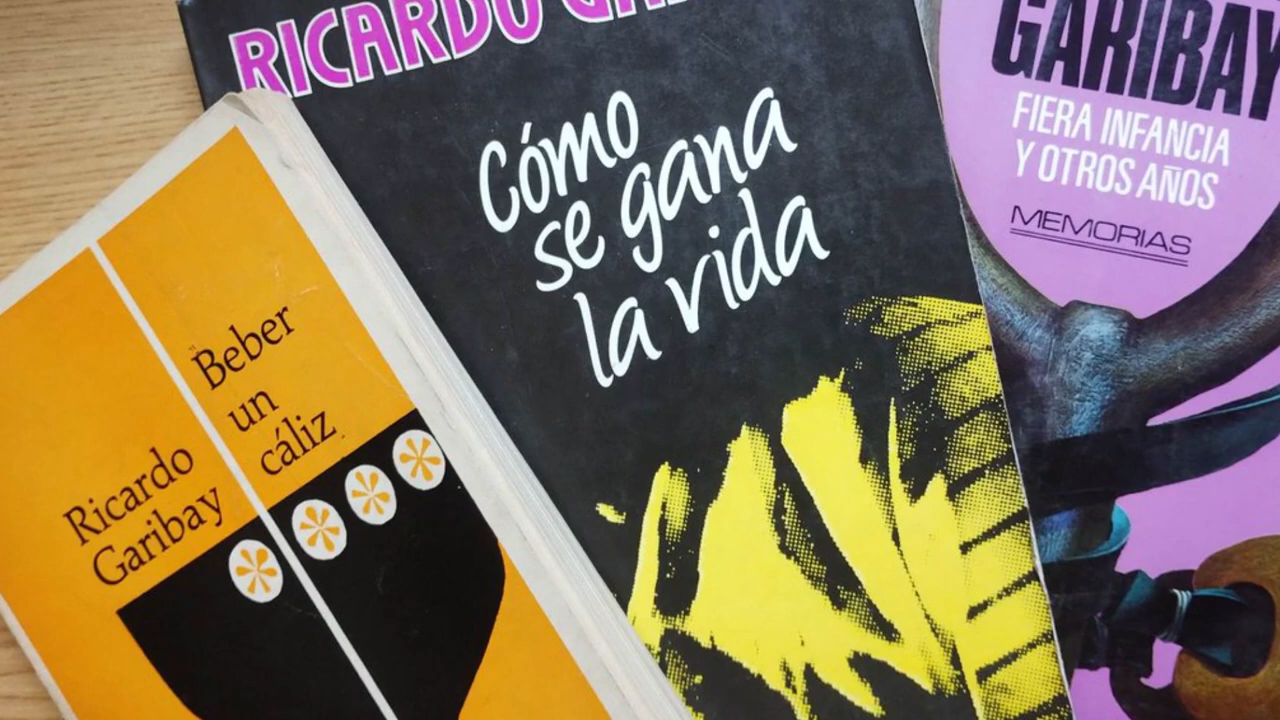 Ricardo
Garibay
Beber
un
cáliz
RICARDO
Cómo
se gana
la vida
GARIBAY
FIERA INFANCIA
Y OTROS AÑOS
MEMORIAS